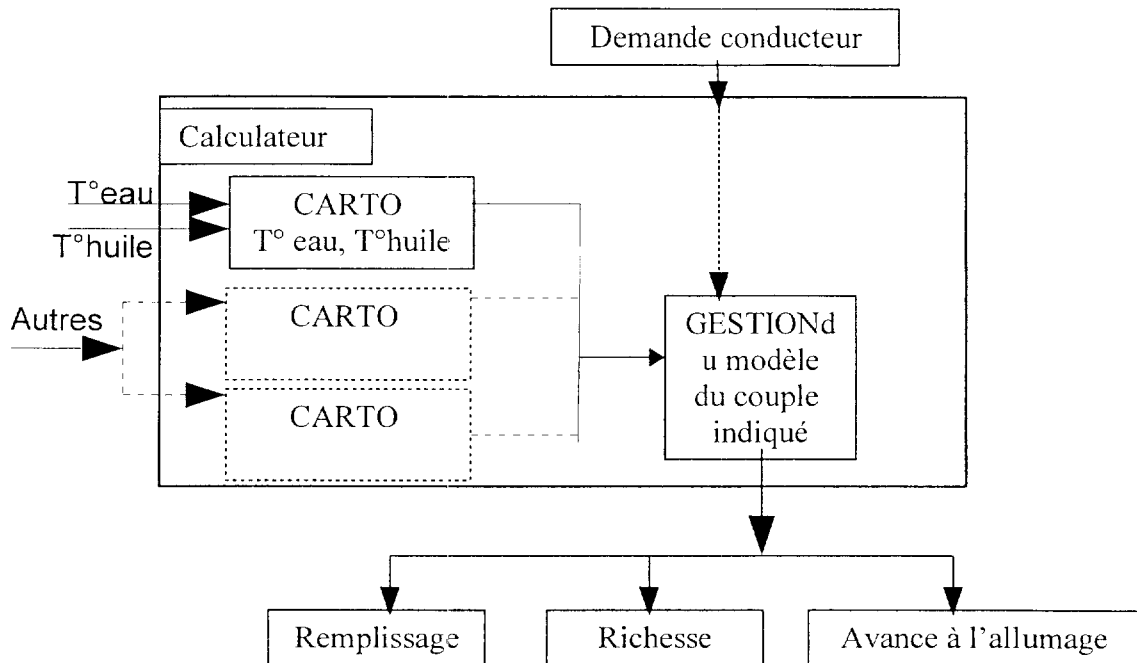 Demande conducteur
Calculateur
T°eau
CARTO
T° eau, T°huile
T°huile
Autres
CARTO
CARTO
GESTIONd
u modèle
du couple
indiqué
Remplissage
Richesse
Avance à l'allumage